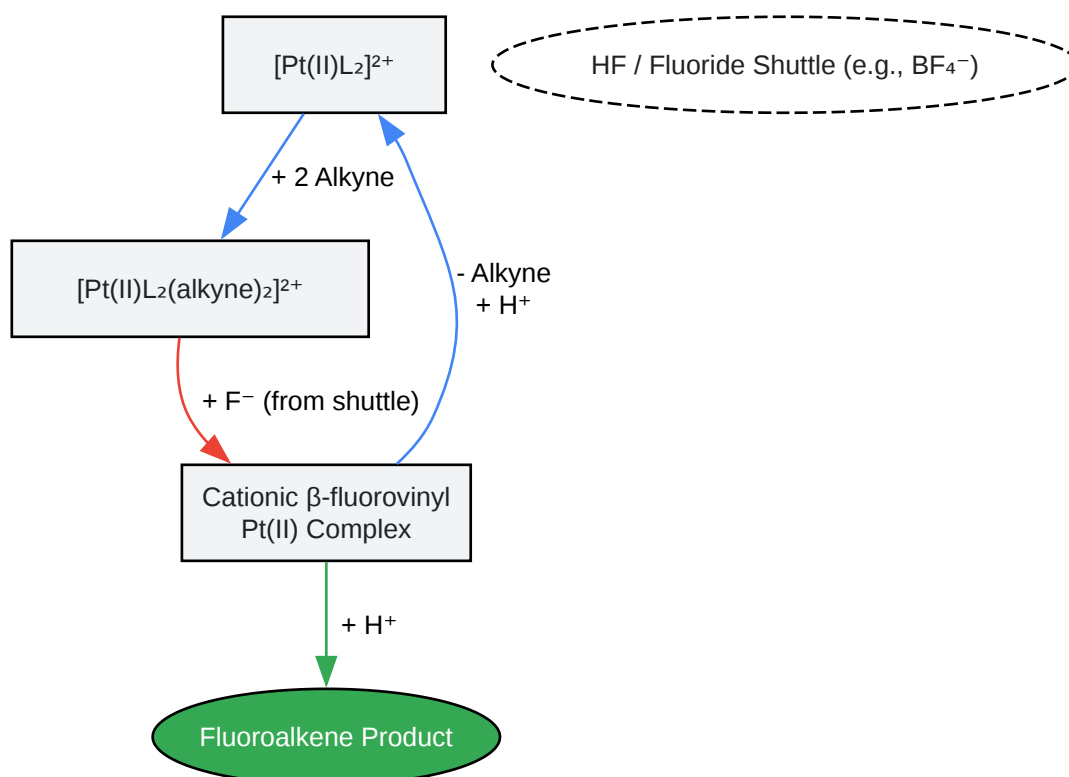 [Pt(II)L₂]²⁺
HF / Fluoride Shuttle (e.g., BF₄⁻)
+ 2 Alkyne
[Pt(II)L₂(alkyne)₂]²⁺
- Alkyne
+ H⁺
+ F⁻ (from shuttle)
Cationic β-fluorovinyl
Pt(II) Complex
+ H⁺
Fluoroalkene Product